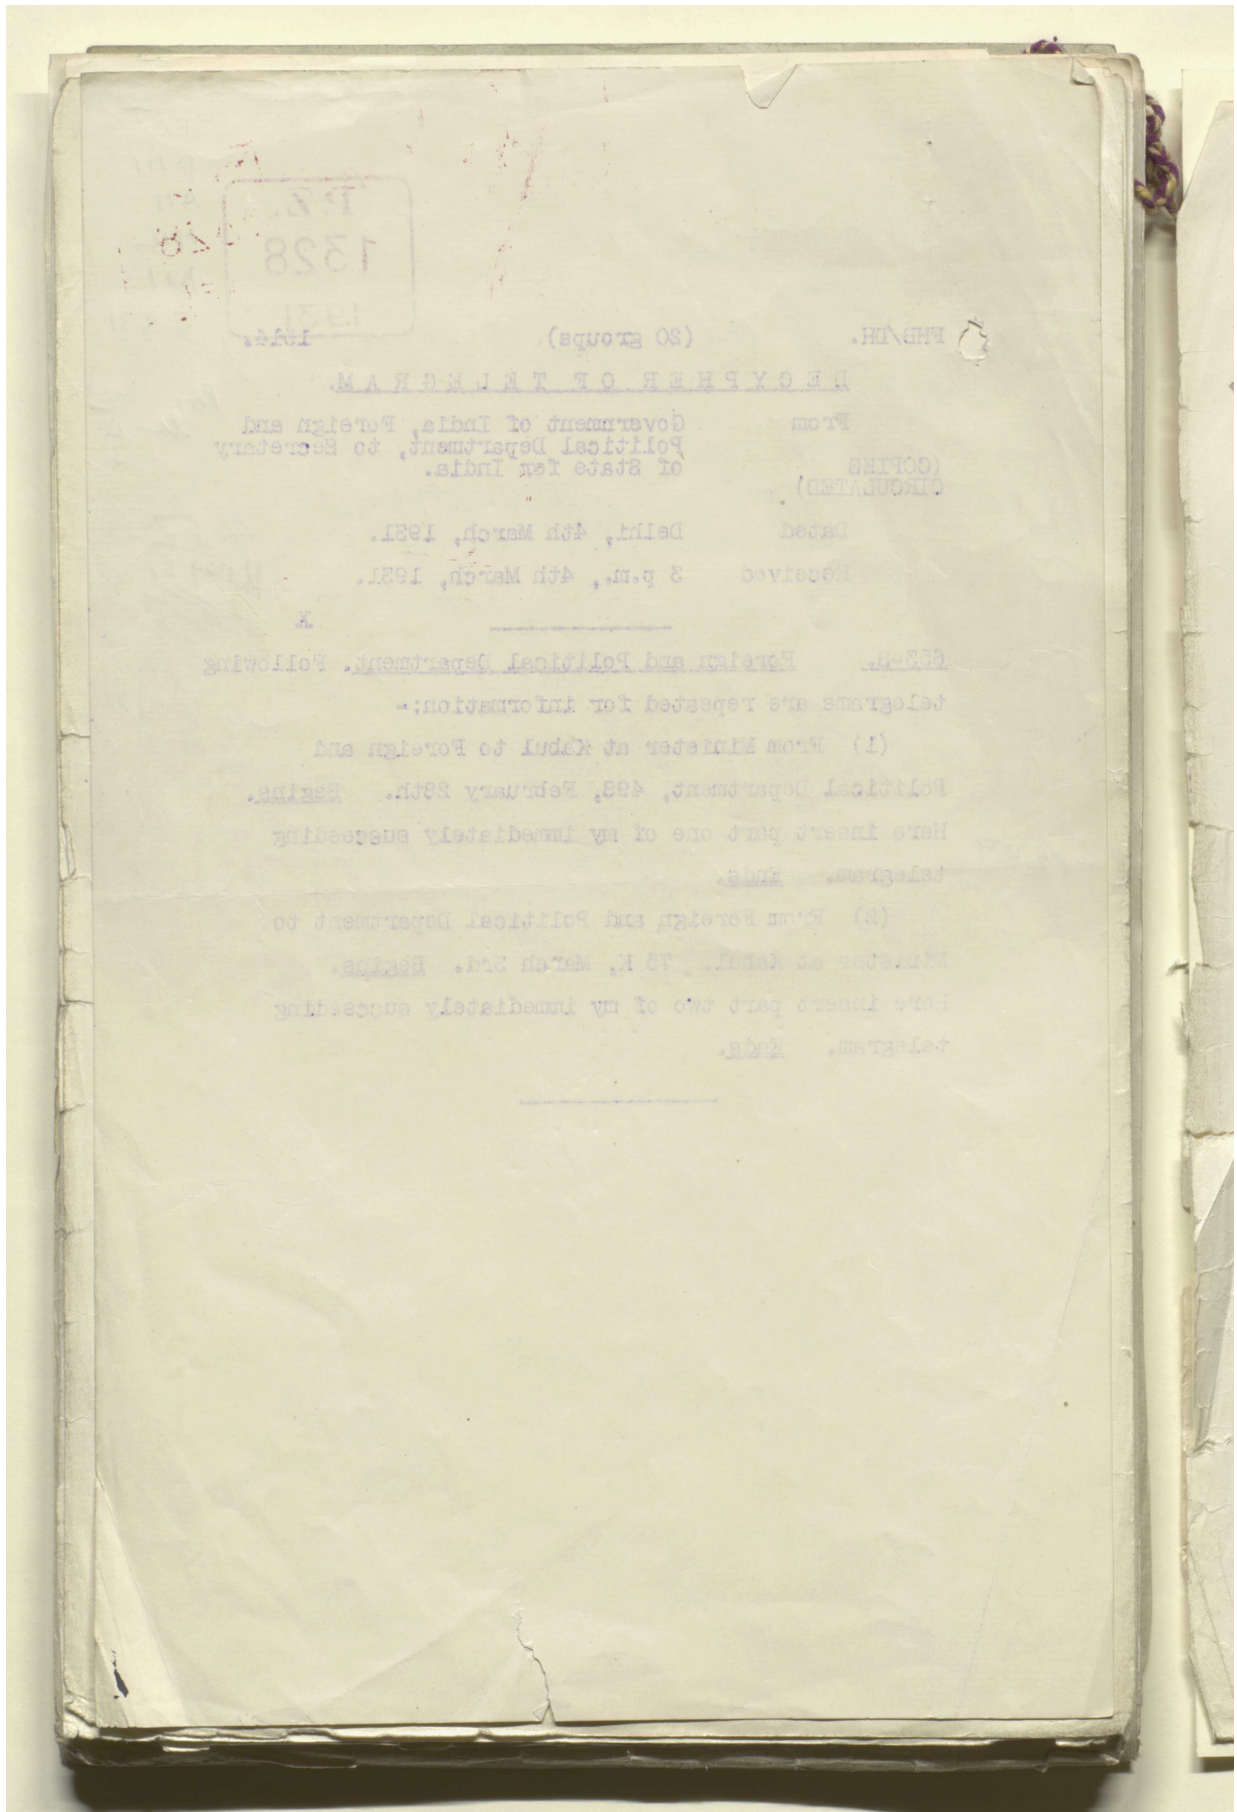 P.Z.
1328
1931
FHB/DH. (20 groups)
DECYPHER OF TELEGRAM.
From Government of India, Foreign and
Political Department, to Secretary
(COPIES of State for India.
CIRCULATED)
Dated Delhi, 4th March, 1931.
Received 3 p.m., 4th March, 1931.
X
Foreign and Political Department. Following
telegrams are repeated for information:-
(1) From Minister at Kabul to Foreign and
Political Department, 493, February 28th. Begins.
Here insert part one of my immediately succeeding
telegram. Ends.
(2) From Foreign and Political Department to
Minister at Kabul, 75 K, March 3rd. Begins.
Here insert part two of my immediately succeeding
telegram. Ends.